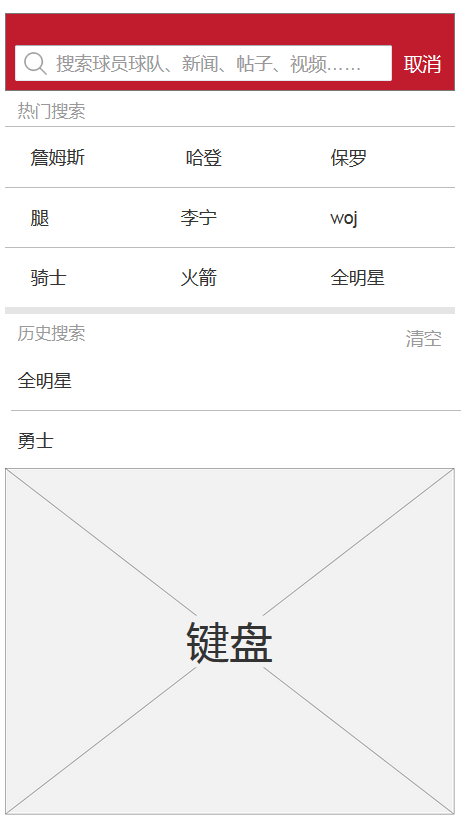 搜索球员球队、新闻、帖子、视频…… 取消
热门搜索
詹姆斯 哈登 保罗
腿 李宁 woj
骑士 火箭 全明星
历史搜索 清空
全明星
勇士
键盘